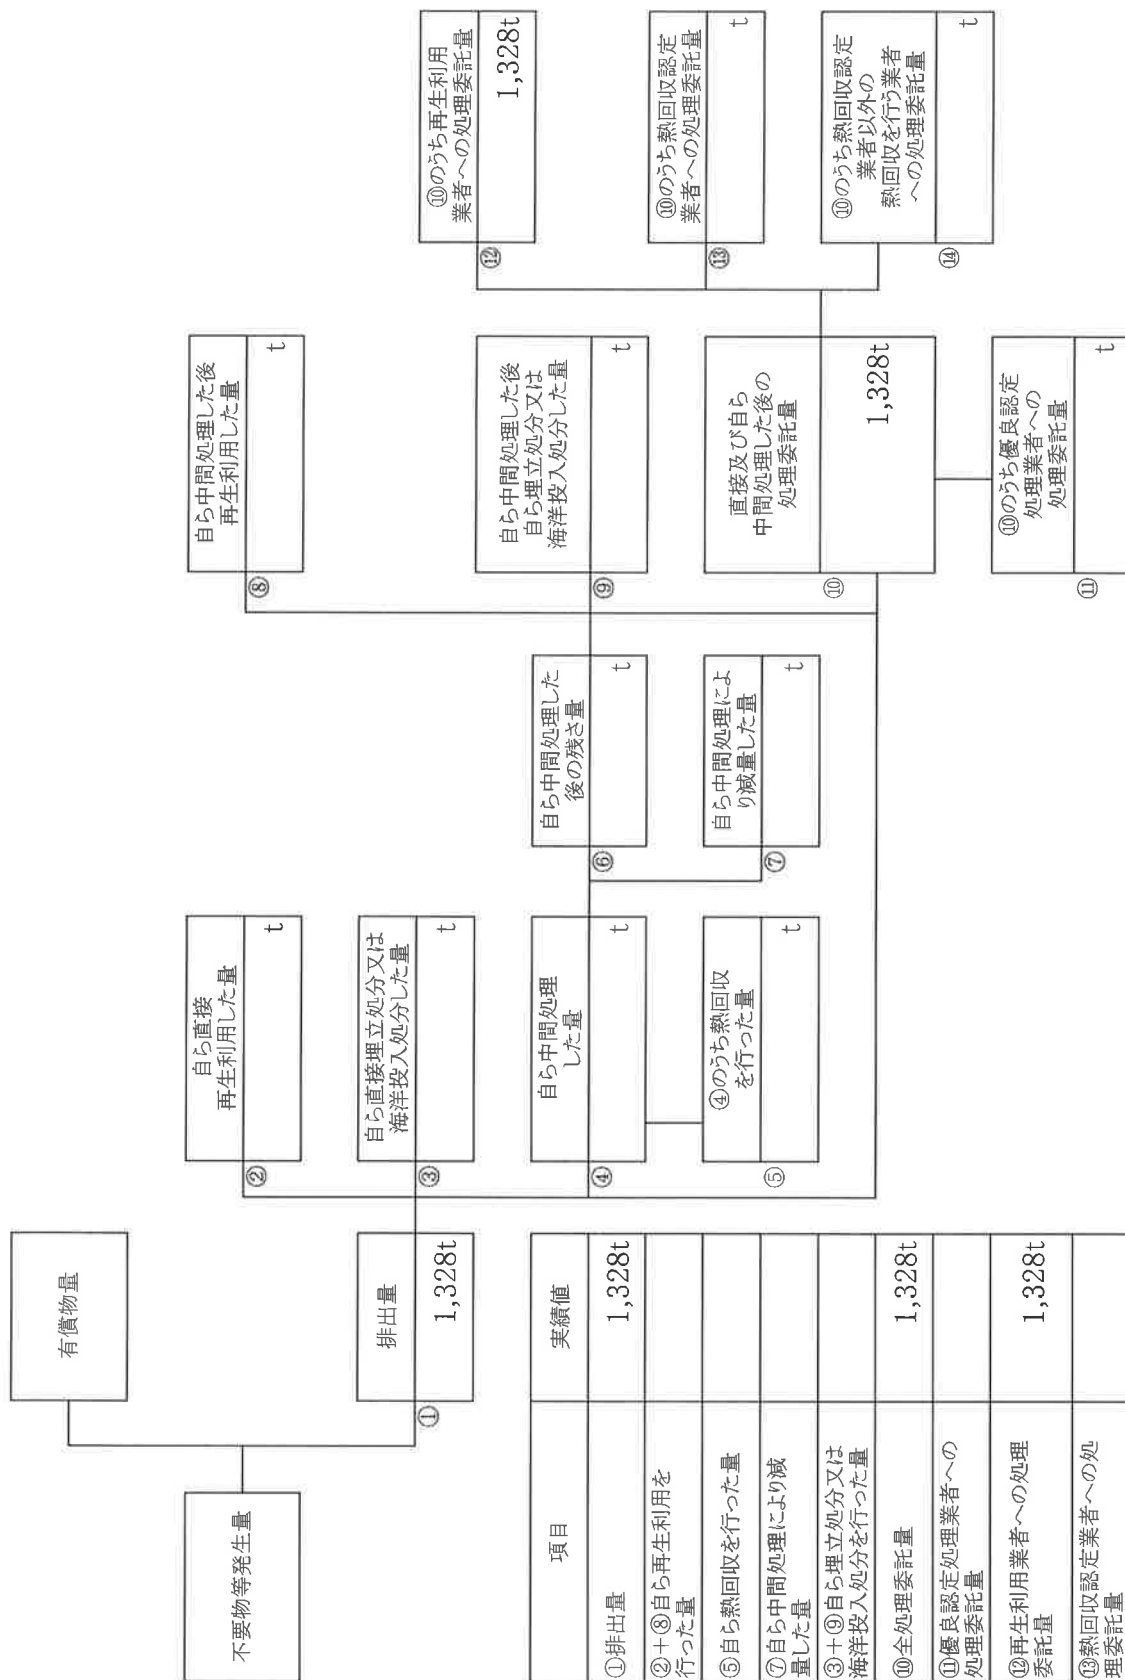 不要物等発生量
有償物量
排出量
①
1,328t
②
自ら直接
再生利用した量
t
③
自ら直接埋立処分又は
海洋投入処分した量
t
④
自ら中間処理
した量
t
⑤
④のうち熱回収
を行った量
t
⑥
自ら中間処理した
後の残さ量
t
⑦
自ら中間処理によ
り減量した量
t
⑧
自ら中間処理した後
再生利用した量
t
⑨
自ら中間処理した後
自ら埋立処分又は
海洋投入処分した量
t
⑩
直接及び自ら
中間処理した後の
処理委託量
1,328t
⑪
⑩のうち優良認定
処理業者への
処理委託量
t
⑫
⑩のうち再生利用
業者への処理委託量
1,328t
⑬
⑩のうち熱回収認定
業者への処理委託量
t
⑭
⑩のうち熱回収認定
業者以外の
熱回収を行う業者
への処理委託量
t
項目 実績値
①排出量 1,328t
②+⑧自ら再生利用を
行った量
⑤自ら熱回収を行った量
⑦自ら中間処理により減
量した量
③+⑨自ら埋立処分又は
海洋投入処分を行った量
⑩全処理委託量 1,328t
⑪優良認定処理業者への
処理委託量
⑫再生利用業者への処理
委託量 1,328t
⑬熱回収認定業者への処
理委託量